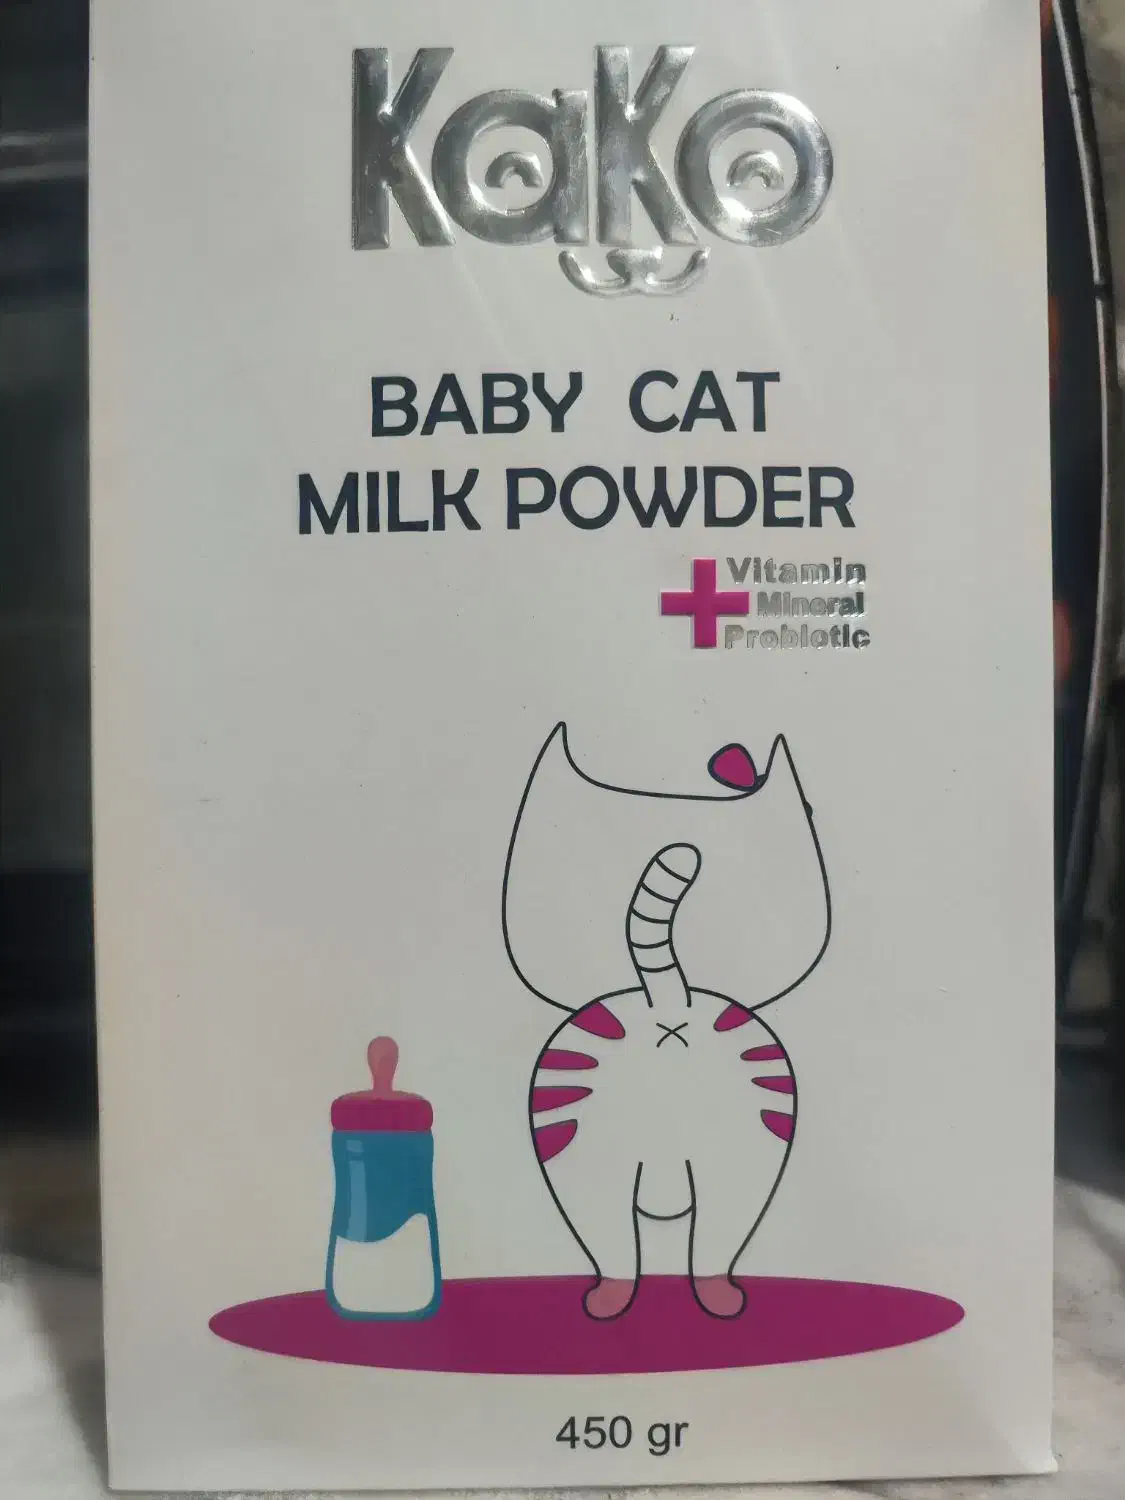 KaKo
BABY CAT
MILK POWDER
Vitamin
Mineral
Probiotic
450 gr